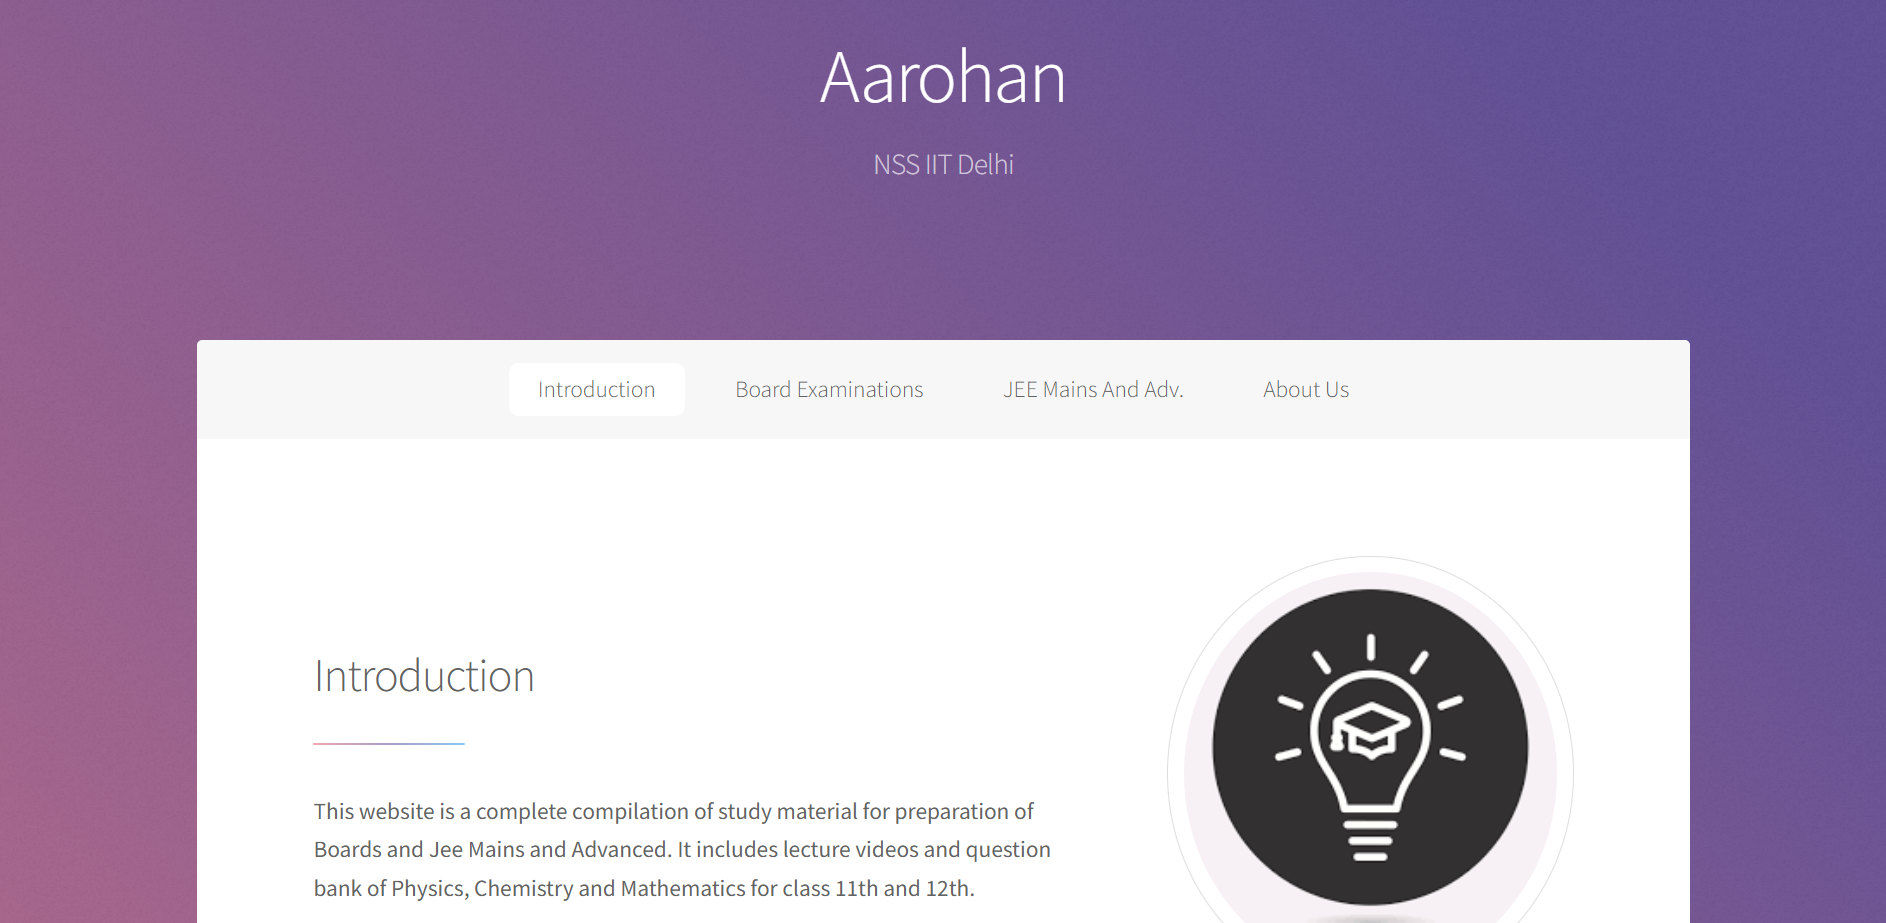 Aarohan
NSS IIT Delhi
Introduction
Board Examinations
JEE Mains And Adv.
About Us
Introduction
This website is a complete compilation of study material for preparation of
Boards and Jee Mains and Advanced. It includes lecture videos and question
bank of Physics, Chemistry and Mathematics for class 11th and 12th.